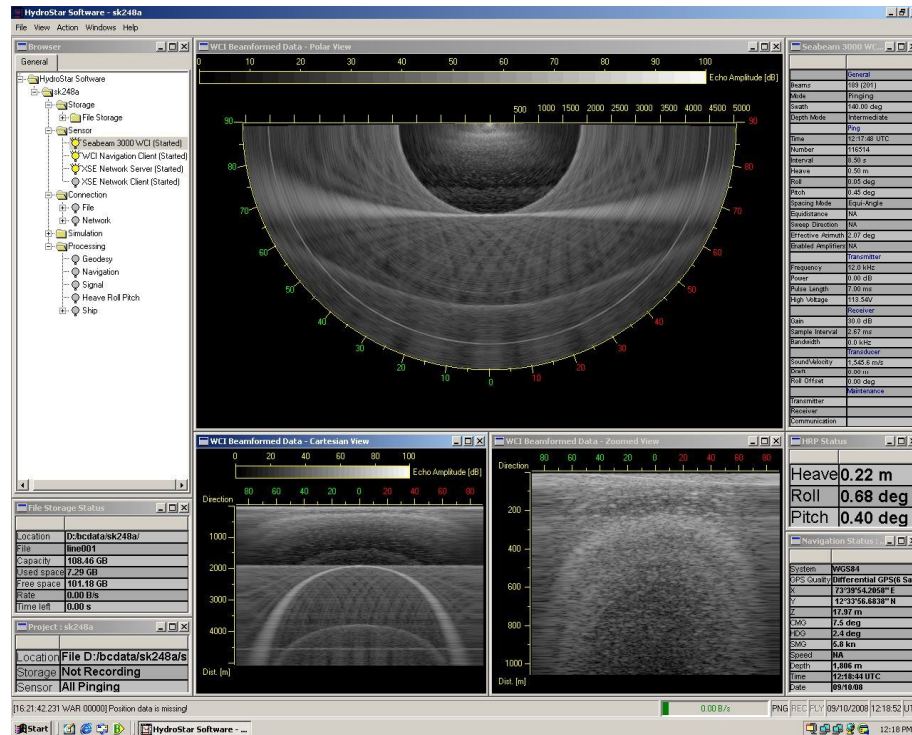 HydroStar Software - sk248a
File View Action Windows Help
Browser
General
HydroStar Software
sk248a
Storage
File Storage
Sensor
Seabeam 3000 WCI (Started)
WCI Navigation Client (Started)
XSE Network Server (Started)
XSE Network Client (Started)
Connection
File
Network
Simulation
Processing
Geodesy
Navigation
Signal
Heave Roll Pitch
Ship
File Storage Status
Location D:/bcdata/sk248a/
File line001
Capacity 108.46 GB
Used space 7.29 GB
Free space 101.18 GB
Rate 0.00 B/s
Time left 0.00 s
Project : sk248a
Location File D:/bcdata/sk248a/s
Storage Not Recording
Sensor All Pinging
WCI Beamformed Data - Polar View
0 10 20 30 40 50 60 70 80 90 100
Echo Amplitude [dB]
500 1000 1500 2000 2500 3000 3500 4000 4500 5000
90 90
80 80
70 70
60 60
50 50
40 40
30 30
20 20
10 0 10
WCI Beamformed Data - Cartesian View
0 20 40 60 80 100
Echo Amplitude [dB]
Direction 80 60 40 20 0 20 40 60 80
1000
2000
3000
4000
Dist. [m]
WCI Beamformed Data - Zoomed View
Direction 80 60 40 20 0 20 40 60 80
200
400
600
800
1000
Dist. [m]
Seabeam 3000 WC...
General
Beams 189 (201)
Mode Pinging
Swath 140.00 deg
Depth Mode Intermediate
Ping
Time 12:17:48 UTC
Number 116514
Interval 8.50 s
Heave 0.50 m
Roll 0.05 deg
Pitch 0.45 deg
Spacing Mode Equi-Angle
Equidistance NA
Sweep Direction NA
Effective Azimuth 2.07 deg
Enabled Amplifiers NA
Transmitter
Frequency 12.0 kHz
Power 0.00 dB
Pulse Length 7.00 ms
High Voltage 113.54V
Receiver
Gain 30.0 dB
Sample Interval 2.67 ms
Bandwidth 0.0 kHz
Transducer
SoundVelocity 1,545.6 m/s
Draft 0.00 m
Roll Offset 0.00 deg
Maintenance
Transmitter
Receiver
Communication
HRP Status
Heave 0.22 m
Roll 0.68 deg
Pitch 0.40 deg
Navigation Status : ...
System WGS84
GPS Quality Differential GPS(6 Sa
X 73°39'54.2058" E
Y 12°33'56.6838" N
Z 17.97 m
CMG 7.5 deg
HDG 2.4 deg
SMG 5.8 kn
Speed NA
Depth 1,806 m
Time 12:18:44 UTC
Date 09/10/08
[16:21:42.231 WAR 00000] Position data is missing!
0.00 B/s PNG REC PLY 09/10/2008 12:18:52 UT
Start HydroStar Software - ... 12:18 PM